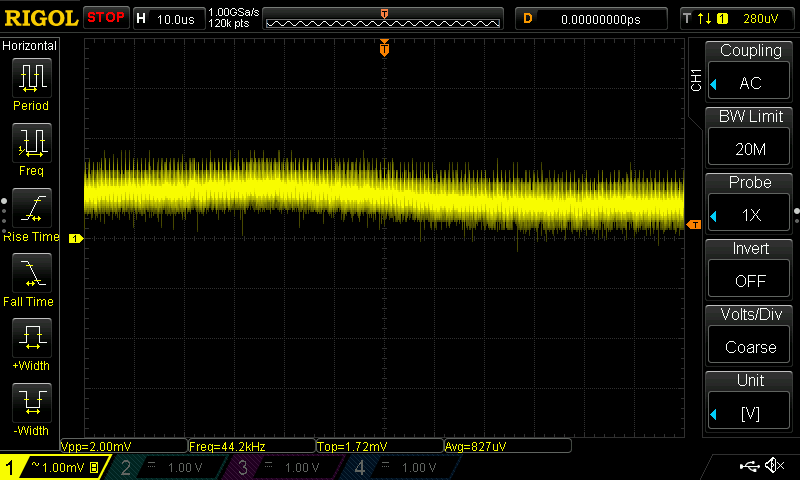 RIGOL STOP H 10.0us 1.00GSa/s 120k pts T D 0.00000000ps T 1 280uV
Horizontal
Period
Freq
Rise Time
Fall Time
+Width
-Width
T
1
T
CH1
Coupling
AC
BW Limit
20M
Probe
1X
Invert
OFF
Volts/Div
Coarse
Unit
[V]
Vpp=2.00mV Freq=44.2kHz Top=1.72mV Avg=827uV
1 ~ 1.00mV B 2 1.00 V 3 1.00 V 4 1.00 V